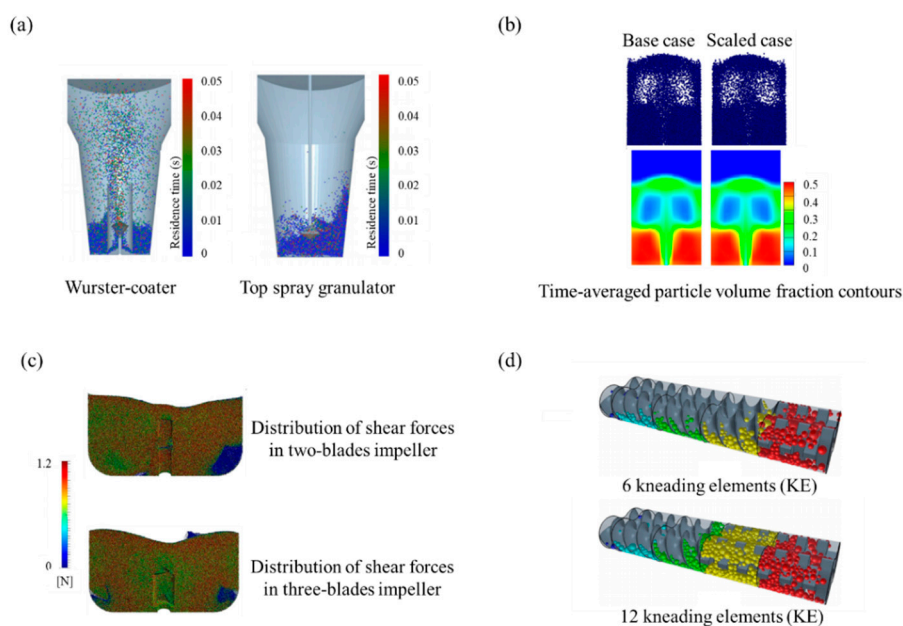 (a)
0.05
0.04
0.03
0.02
0.01
0
Residence time (s)
0.05
0.04
0.03
0.02
0.01
0
Residence time (s)
Wurster-coater
Top spray granulator
(b)
Base case
Scaled case
0.5
0.4
0.3
0.2
0.1
0
Time-averaged particle volume fraction contours
(c)
1.2
0
[N]
Distribution of shear forces
in two-blades impeller
Distribution of shear forces
in three-blades impeller
(d)
6 kneading elements (KE)
12 kneading elements (KE)